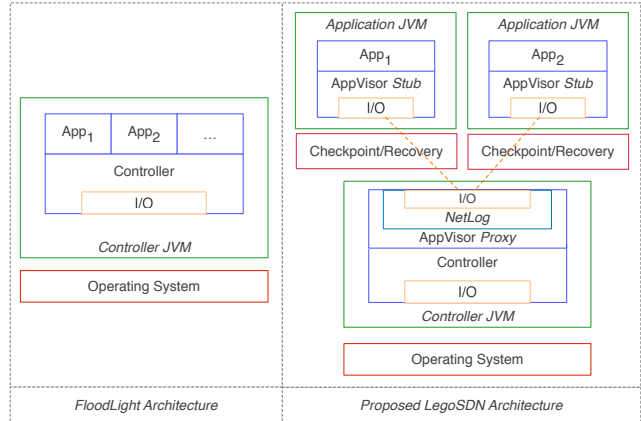 App1
App2
...
Controller
I/O
Controller JVM
Operating System
FloodLight Architecture
Application JVM
App1
AppVisor Stub
I/O
Application JVM
App2
AppVisor Stub
I/O
Checkpoint/Recovery
Checkpoint/Recovery
I/O
NetLog
AppVisor Proxy
Controller
I/O
Controller JVM
Operating System
Proposed LegoSDN Architecture